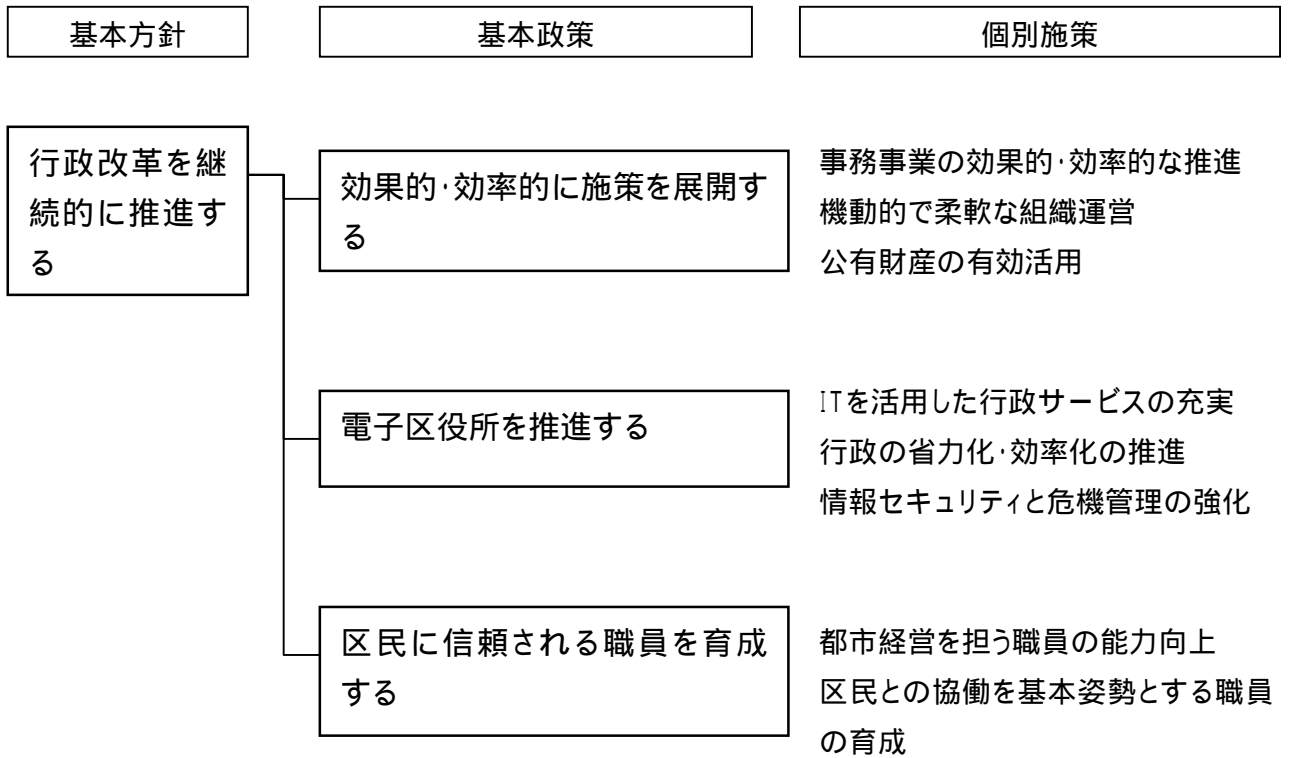 基本方針
基本政策
個別施策
行政改革を継
続的に推進す
る
効果的・効率的に施策を展開す
る
事務事業の効果的・効率的な推進
機動的で柔軟な組織運営
公有財産の有効活用
電子区役所を推進する
ITを活用した行政サービスの充実
行政の省力化・効率化の推進
情報セキュリティと危機管理の強化
区民に信頼される職員を育成
する
都市経営を担う職員の能力向上
区民との協働を基本姿勢とする職員
の育成